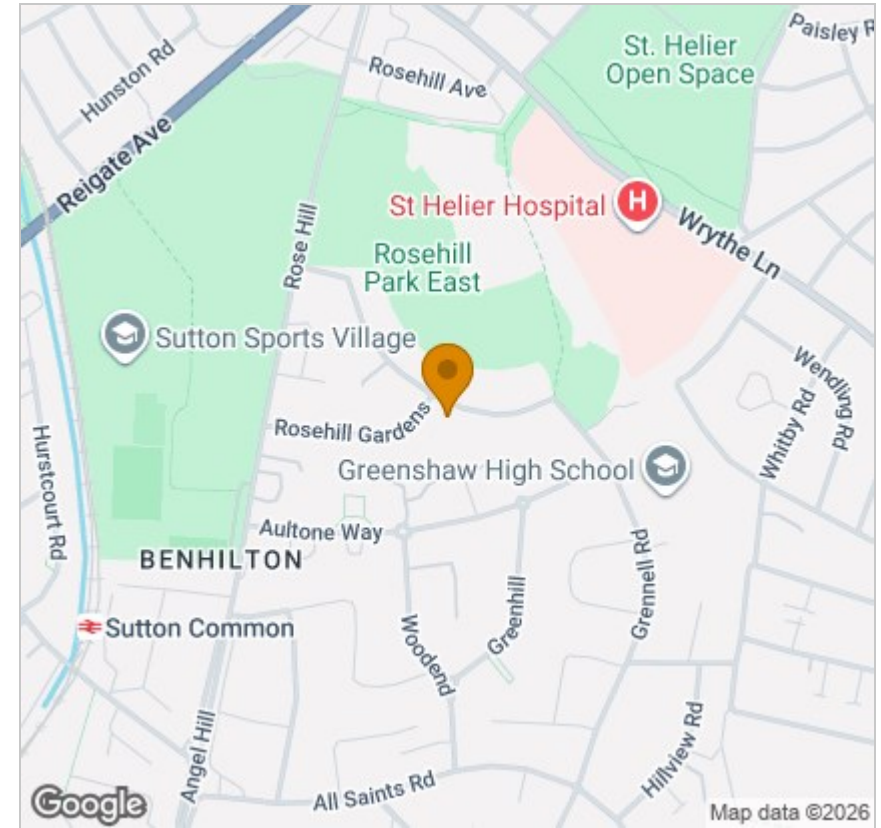 Paisley R
St. Helier
Open Space
Hunston Rd
Rosehill Ave
Reigate Ave
St Helier Hospital
H
Wrythe Ln
Rose Hill
Rosehill
Park East
Sutton Sports Village
Wendling Rd
Whitby Rd
Rosehill Gardens
Greenshaw High School
Hurstcourt Rd
Aultone Way
BENHILTON
Grennell Rd
Greenhill
Sutton Common
Woodend
Angel Hill
Hillview Rd
All Saints Rd
Google
Map data ©2026